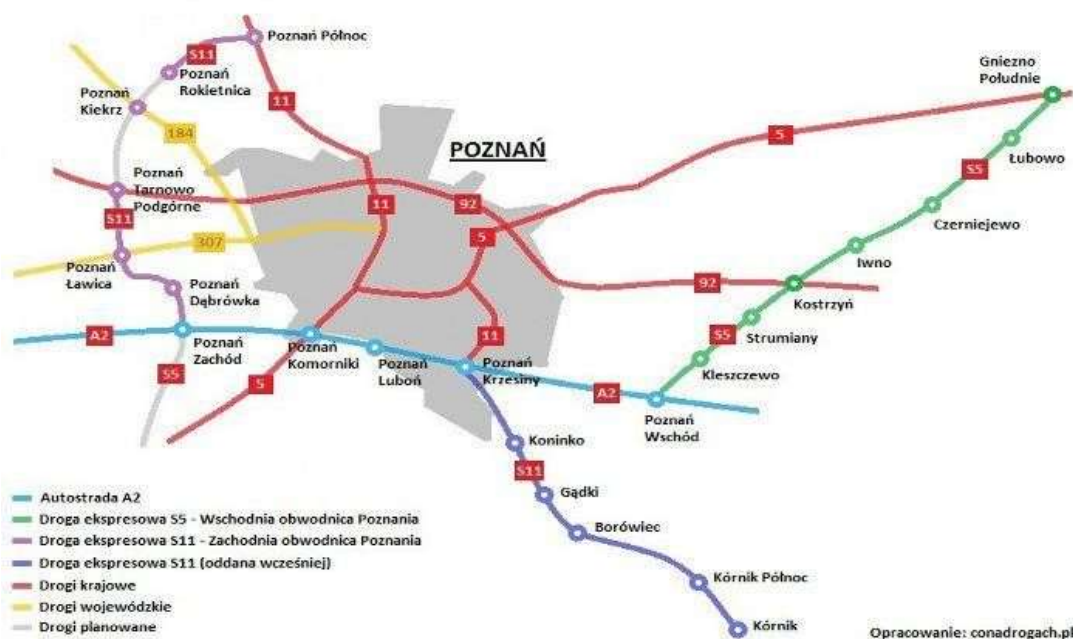 Poznań Północ
S11
Poznań
Rokietnica
Poznań
Kiekrz
11
184
POZNAŃ
Gniezno
Południe
5
Łubowo
S5
Poznań
Tarnowo
Podgórne
11
92
S11
5
Czerniejewo
307
Iwno
Poznań
Ławica
Poznań
Dąbrówka
92
Kostrzyń
A2
11
S5
Strumiany
Poznań
Zachód
Poznań
Komorniki
Poznań
Luboń
Poznań
Krzesiny
Kleszczewo
S5
5
A2
Poznań
Wschód
Koninko
S11
Gądki
Borówiec
Kórnik Północ
Kórnik
Autostrada A2
Droga ekspresowa S5 - Wschodnia obwodnica Poznania
Droga ekspresowa S11 - Zachodnia obwodnica Poznania
Droga ekspresowa S11 (oddana wcześniej)
Drogi krajowe
Drogi wojewódzkie
Drogi planowane
Opracowanie: conadrogach.pl